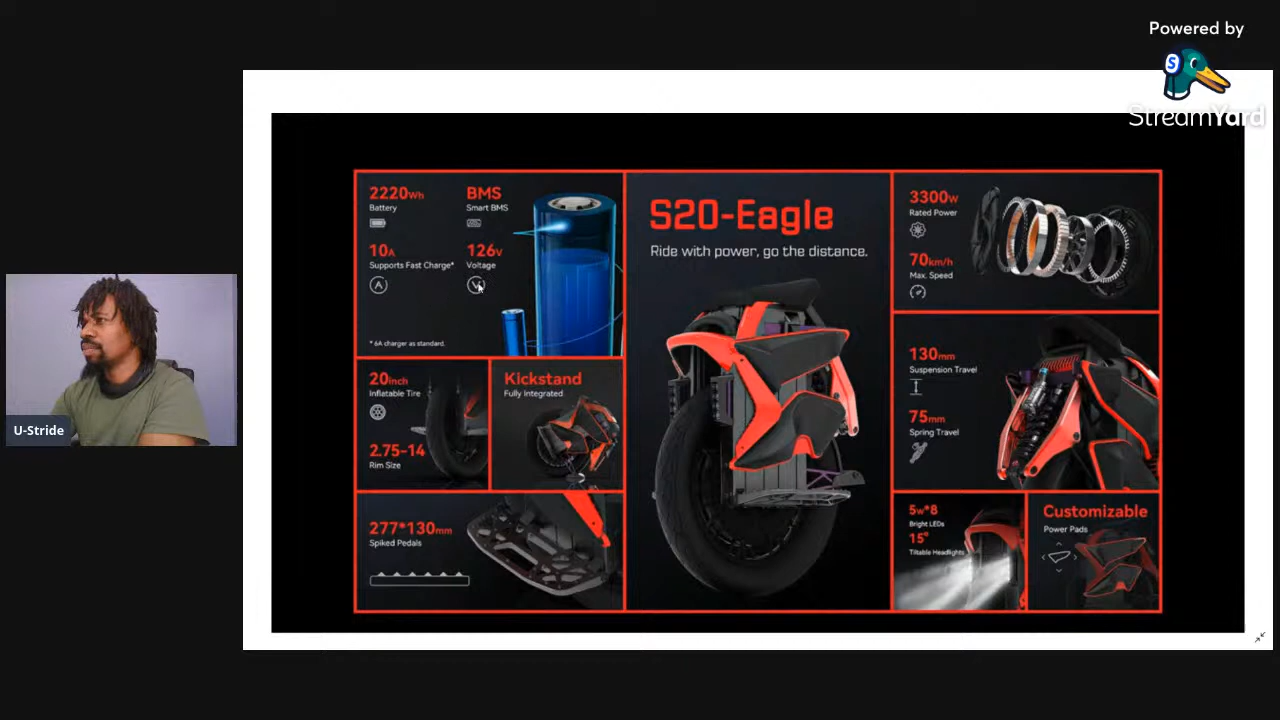 Powered by
StreamYard
2220Wh
Battery
BMS
Smart BMS
10A
Supports Fast Charge*
126V
Voltage
* 6A charger as standard.
20Inch
Inflatable Tire
2.75-14
Rim Size
Kickstand
Fully Integrated
277*130mm
Spiked Pedals
S20-Eagle
Ride with power, go the distance.
3300W
Rated Power
70km/h
Max. Speed
130mm
Suspension Travel
75mm
Spring Travel
5w*8
Bright LEDs
15°
Tiltable Headlights
Customizable
Power Pads
U-Stride